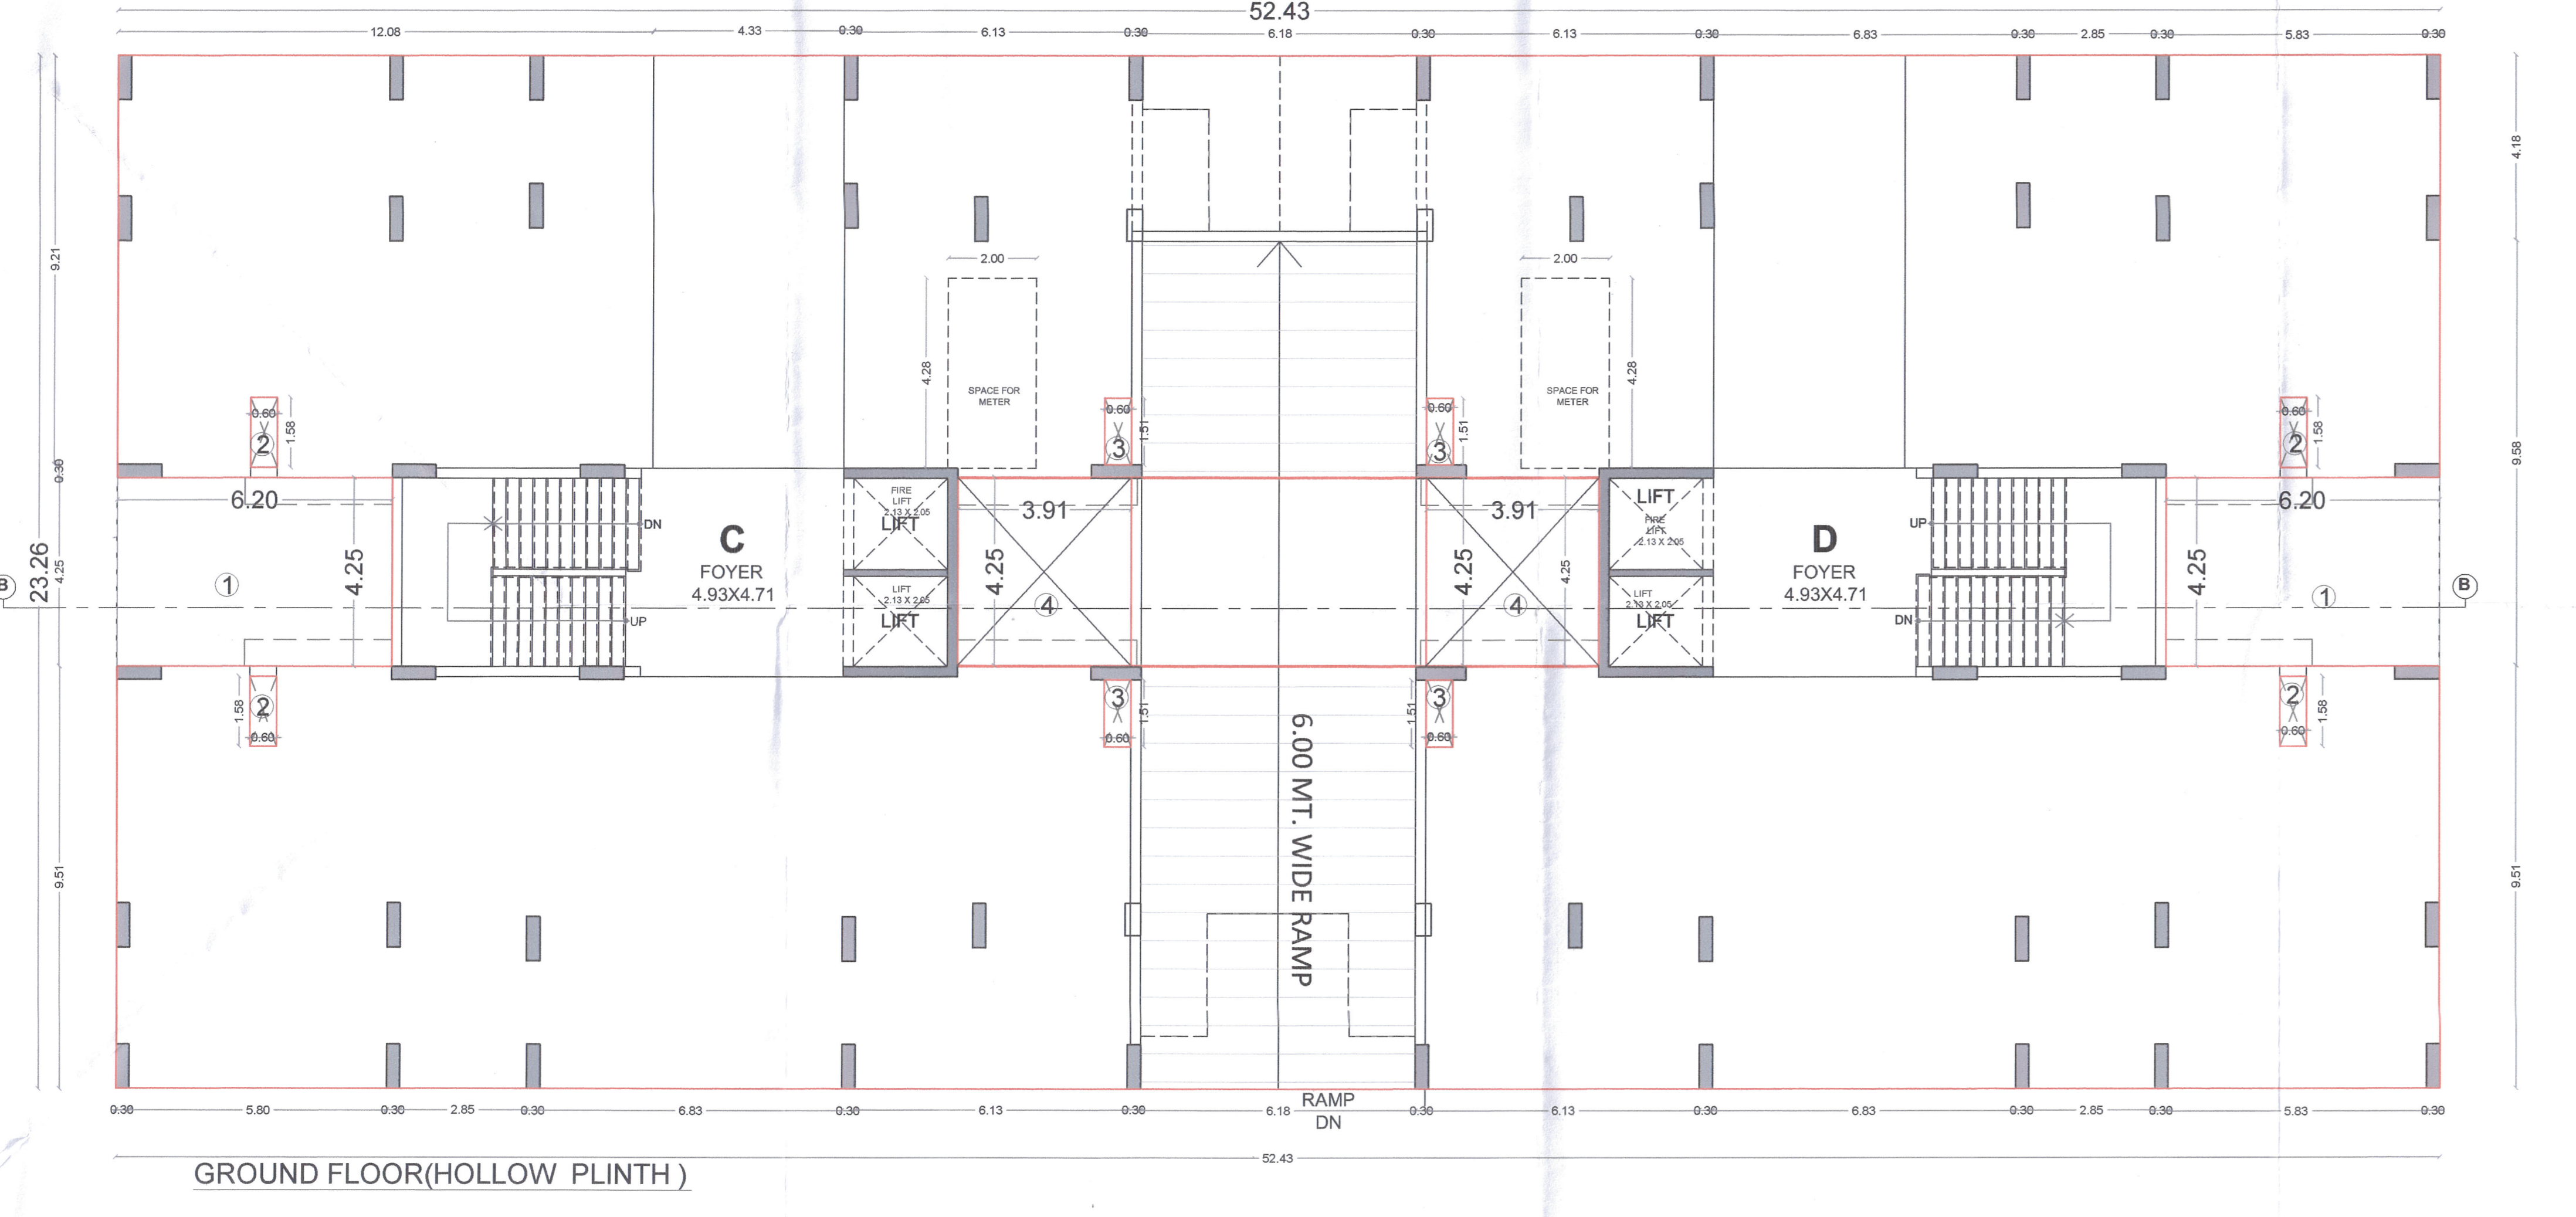 52.43
12.08 4.33 0.30 6.13 0.30 6.18 0.30 6.13 0.30 6.83 0.30 2.85 0.30 5.83 0.30
4.18
9.21
2.00 2.00
4.28 4.28
SPACE FOR
METER
SPACE FOR
METER
0.60 1.58 2
0.60 1.51 3
0.60 1.51 3
0.60 1.58 2
9.58
0.30
6.20
FIRE
LIFT
2.13 X 2.05
LIFT
3.91
3.91
LIFT
FIRE
LIFT
2.13 X 2.05
6.20
DN
UP
C
FOYER
4.93X4.71
D
FOYER
4.93X4.71
23.26
4.25
4.25
4.25
4.25
4.25
4.25
B
1
LIFT
2.13 X 2.05
LIFT
4
4
LIFT
2.13 X 2.05
LIFT
1
B
UP
DN
1.58 2 0.60
3 1.51 0.60
1.51 3 0.60
2 1.58 0.60
6.00 MT. WIDE RAMP
9.51
9.51
0.30 5.80 0.30 2.85 0.30 6.83 0.30 6.13 0.30 6.18 0.30 6.13 0.30 6.83 0.30 2.85 0.30 5.83 0.30
RAMP
DN
52.43
GROUND FLOOR(HOLLOW PLINTH )